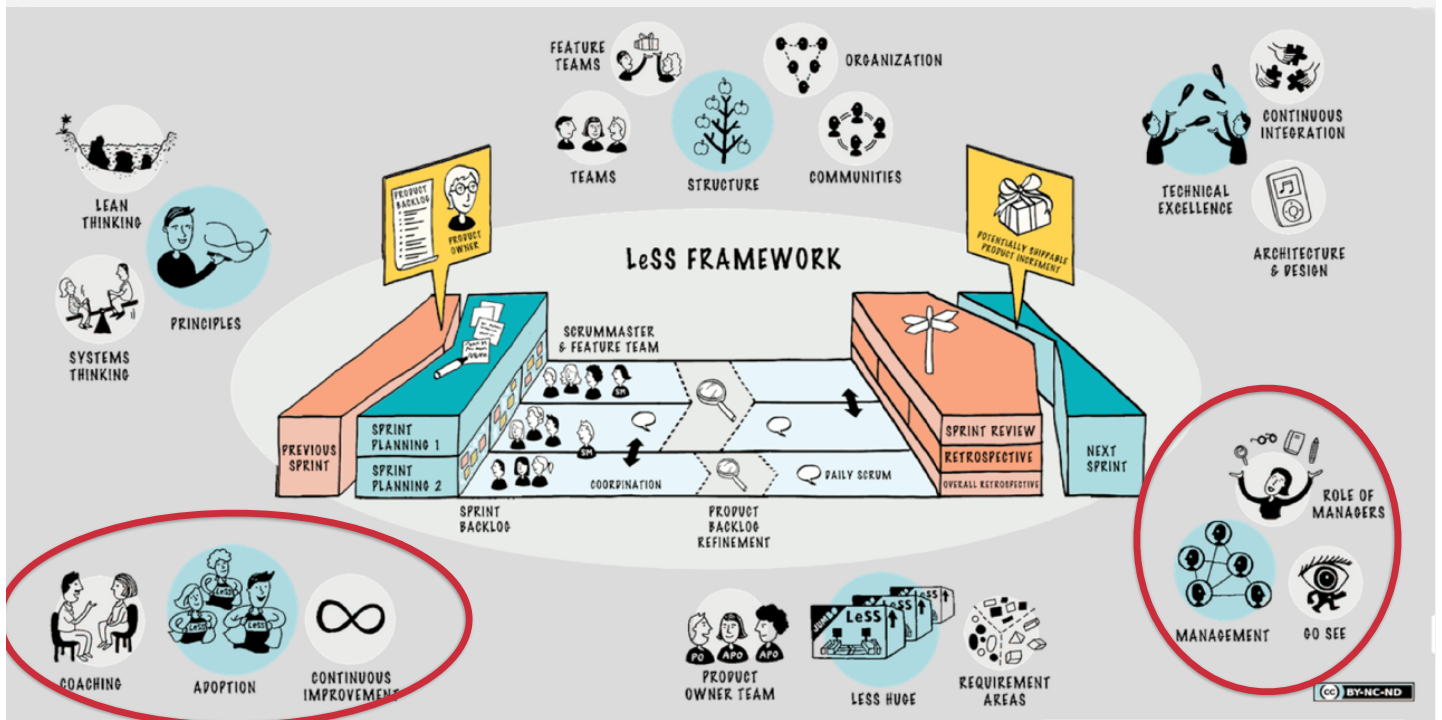 FEATURE
TEAMS
ORGANIZATION
TEAMS
STRUCTURE
COMMUNITIES
CONTINUOUS
INTEGRATION
TECHNICAL
EXCELLENCE
ARCHITECTURE
& DESIGN
LEAN
THINKING
PRINCIPLES
SYSTEMS
THINKING
PRODUCT
BACKLOG
PRODUCT
OWNER
LeSS FRAMEWORK
POTENTIALLY SHIPPABLE
PRODUCT INCREMENT
SCRUMMASTER
& FEATURE TEAM
SM
SM
PREVIOUS
SPRINT
SPRINT
PLANNING 1
SPRINT
PLANNING 2
COORDINATION
DAILY SCRUM
SPRINT REVIEW
RETROSPECTIVE
OVERALL RETROSPECTIVE
NEXT
SPRINT
SPRINT
BACKLOG
PRODUCT
BACKLOG
REFINEMENT
ROLE OF
MANAGERS
MANAGEMENT
GO SEE
LeSS
LeSS
LeSS
COACHING
ADOPTION
CONTINUOUS
IMPROVEMENT
PO
APO
APO
PRODUCT
OWNER TEAM
JUMBO
LeSS
LeSS
LESS HUGE
REQUIREMENT
AREAS
cc BY-NC-ND